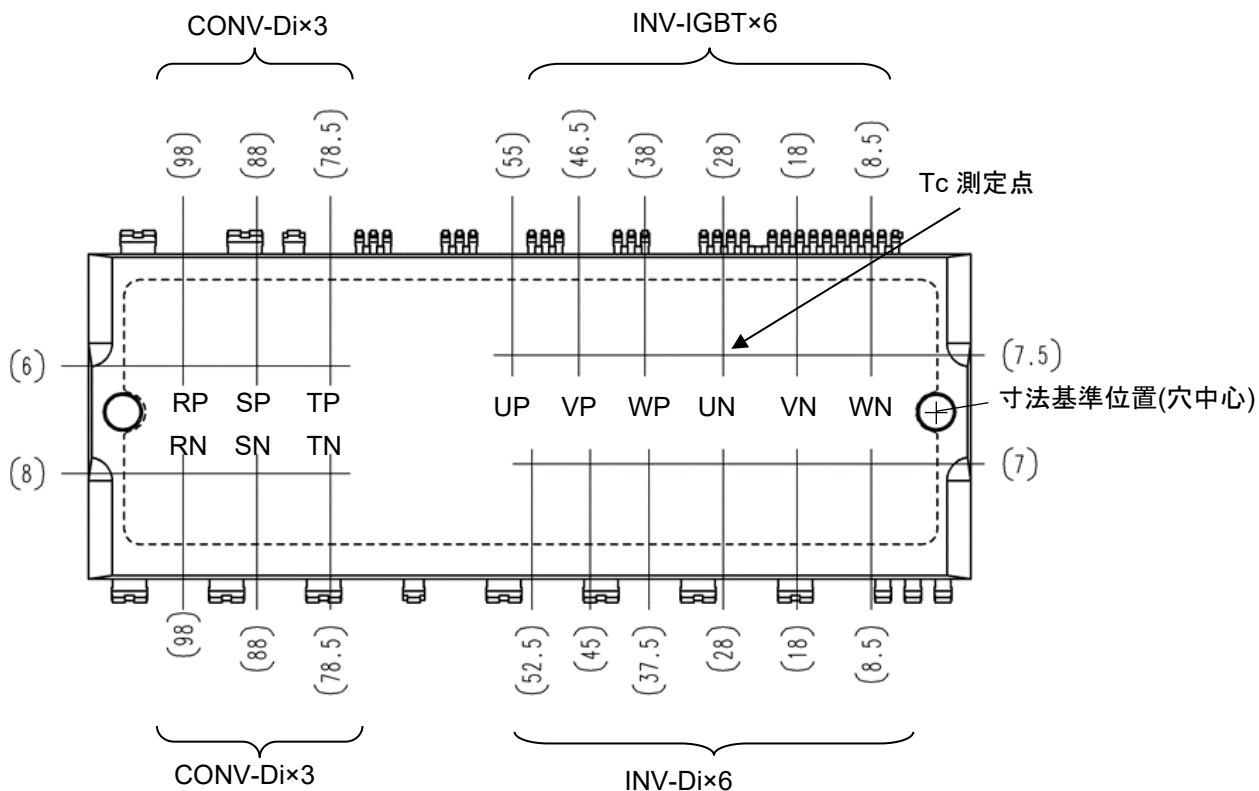 CONV-Di×3 INV-IGBT×6
(98) (88) (78.5) (55) (46.5) (38) (28) (18) (8.5)
Tc 測定点
(6) (7.5)
RP SP TP UP VP WP UN VN WN 寸法基準位置(穴中心)
RN SN TN
(8) (7)
(98) (88) (78.5) (52.5) (45) (37.5) (28) (18) (8.5)
CONV-Di×3 INV-Di×6